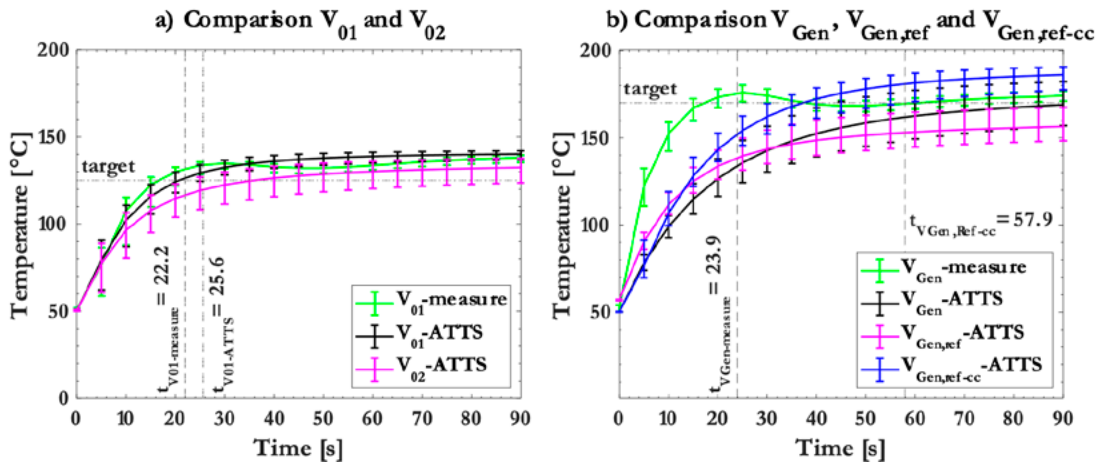 a) Comparison V01 and V02
200
150
100
50
0
0 10 20 30 40 50 60 70 80 90
Temperature [°C]
Time [s]
target
tV01-measure = 22.2
tV01-ATTS = 25.6
V01-measure
V01-ATTS
V02-ATTS
b) Comparison VGen, VGen,ref and VGen,ref-cc
200
150
100
50
0
0 10 20 30 40 50 60 70 80 90
Temperature [°C]
Time [s]
target
tVGen-measure = 23.9
tVGen,Ref-cc = 57.9
VGen-measure
VGen-ATTS
VGen,ref-ATTS
VGen,ref-cc-ATTS